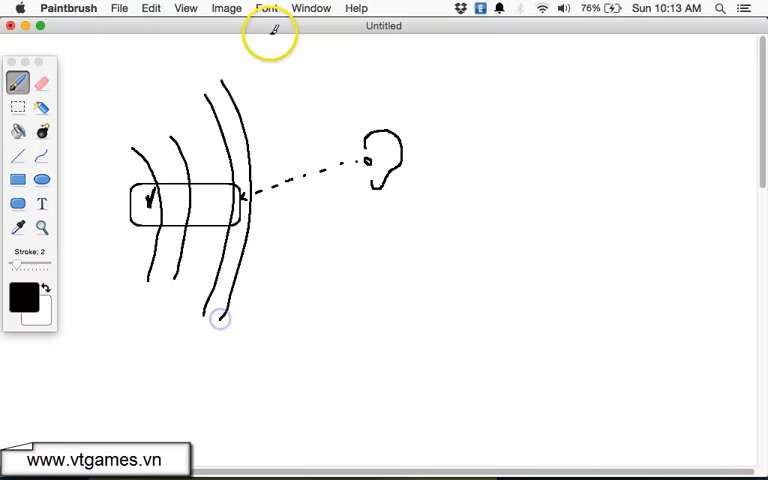 Paintbrush File Edit View Image Font Window Help 76% Sun 10:13 AM
Untitled
T
Stroke: 2
www.vtgames.vn